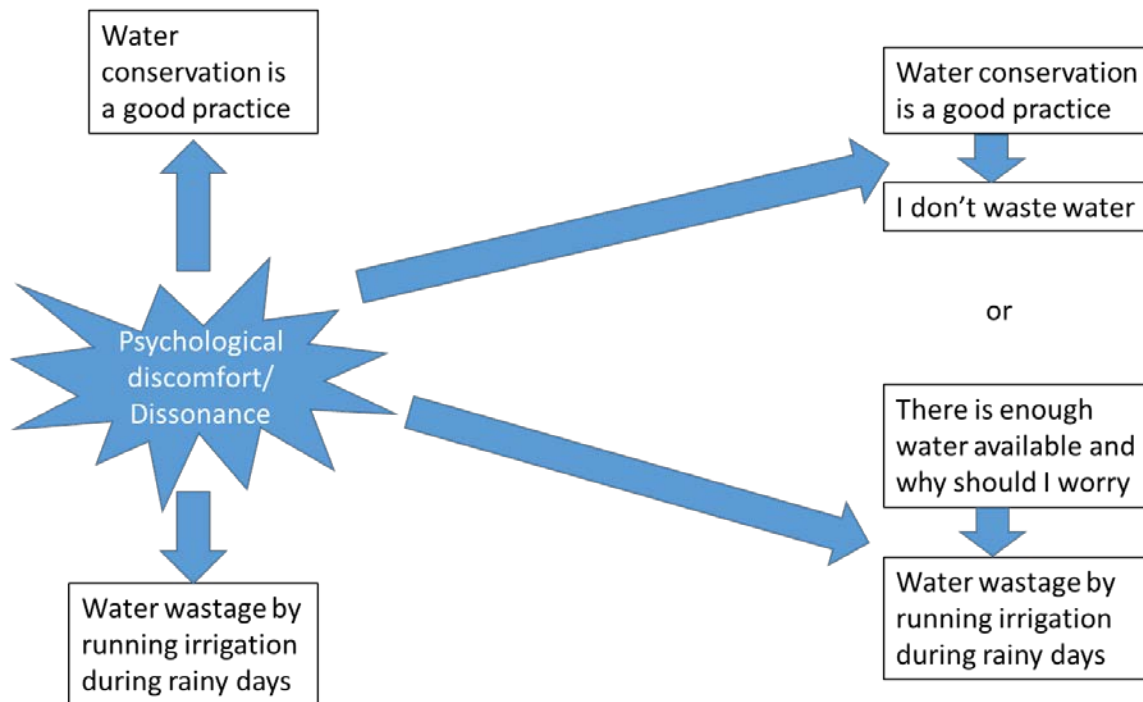 Water
conservation is
a good practice
Psychological
discomfort/
Dissonance
Water wastage by
running irrigation
during rainy days
Water conservation
is a good practice
I don’t waste water
or
There is enough
water available and
why should I worry
Water wastage by
running irrigation
during rainy days